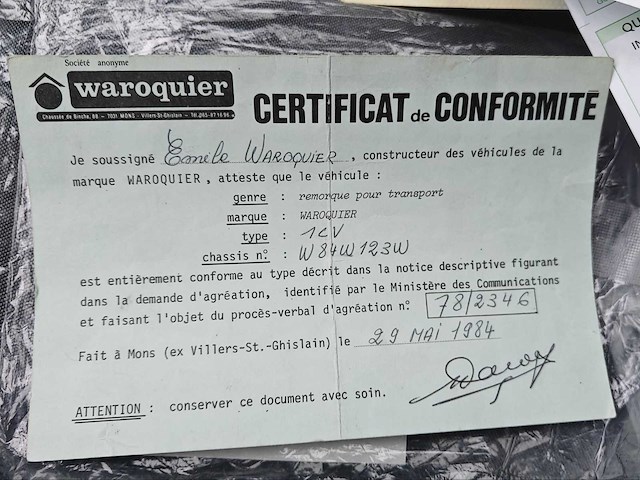 Société anonyme
waroquier
Chaussée de Binche, 88 - 7031 MONS - Villers-St-Ghislain - Tél. 065-87 16 96
CERTIFICAT de CONFORMITÉ
Je soussigné Emile WAROQUIER, constructeur des véhicules de la
marque WAROQUIER, atteste que le véhicule :
genre : remorque pour transport
marque : WAROQUIER
type : 1CV
chassis n°: W84W123W
est entièrement conforme au type décrit dans la notice descriptive figurant
dans la demande d'agréation, identifié par le Ministère des Communications
et faisant l'objet du procès-verbal d'agréation n° 78/2346
Fait à Mons (ex Villers-St.-Ghislain) le 29 MAI 1984
ATTENTION : conserver ce document avec soin.